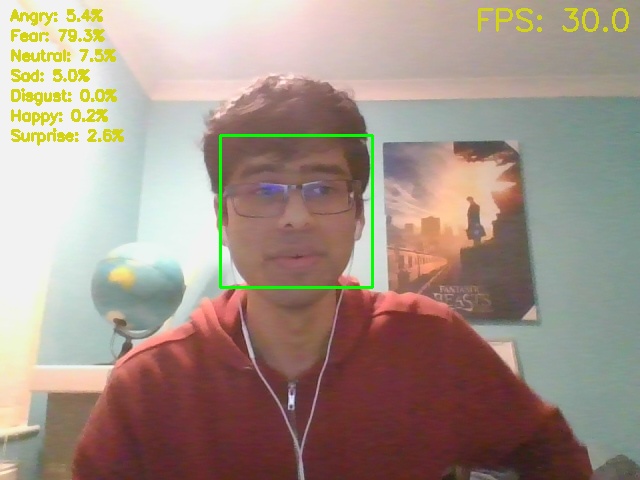 Angry: 5.4%
Fear: 79.3%
Neutral: 7.5%
Sad: 5.0%
Disgust: 0.0%
Happy: 0.2%
Surprise: 2.6%
FPS: 30.0
FANTASTIC
BEASTS